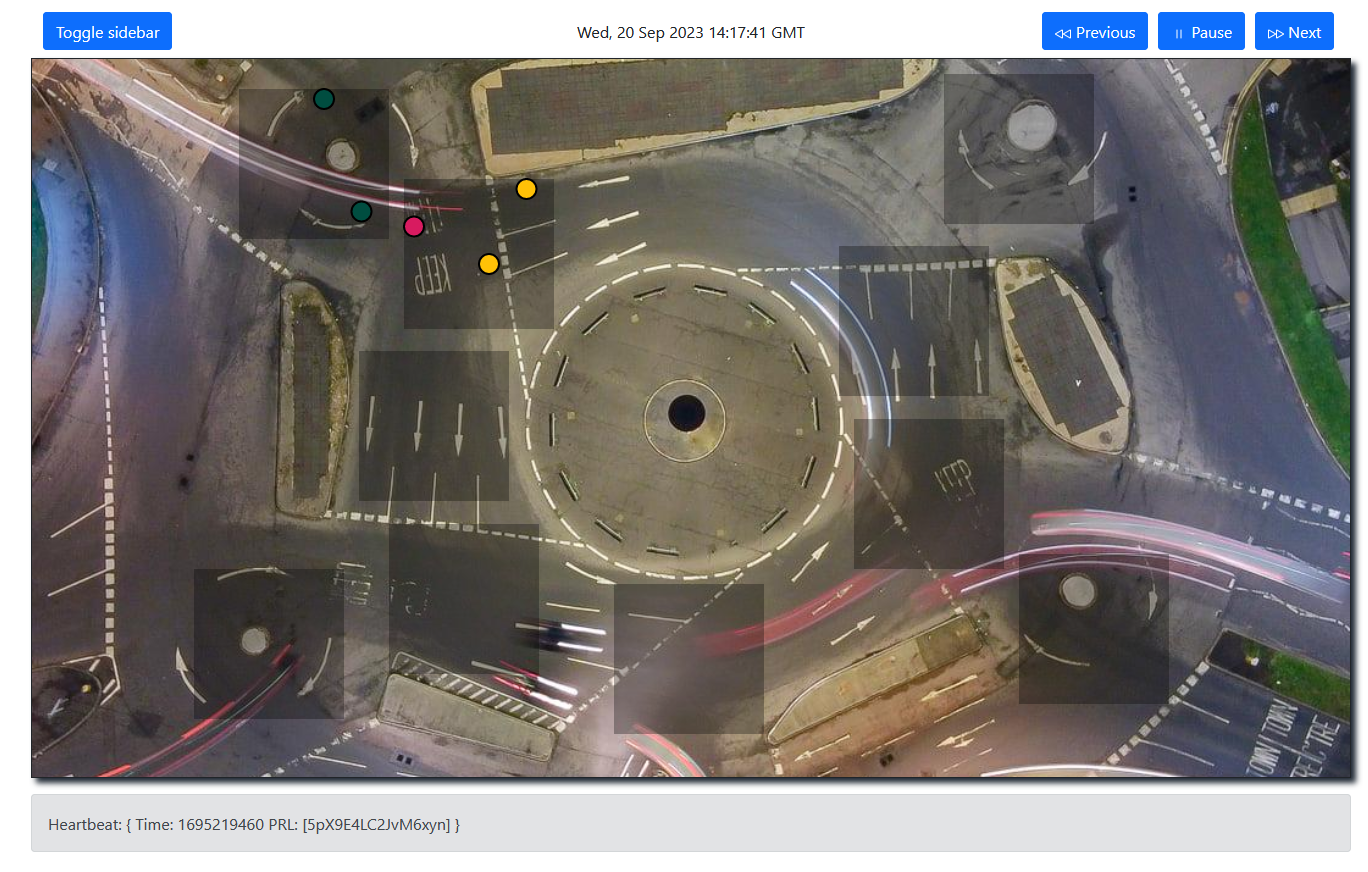 Toggle sidebar
Wed, 20 Sep 2023 14:17:41 GMT
Previous
Pause
Next
KEEP
KEEP
TOWN
TOWN
Heartbeat: { Time: 1695219460 PRL: [5pX9E4LC2JvM6xyn] }